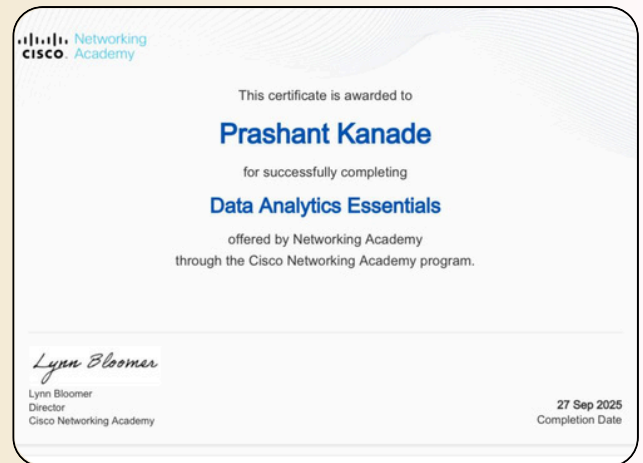 Networking
CISCO. Academy
This certificate is awarded to
Prashant Kanade
for successfully completing
Data Analytics Essentials
offered by Networking Academy
through the Cisco Networking Academy program.
Lynn Bloomer
Lynn Bloomer
Director
Cisco Networking Academy
27 Sep 2025
Completion Date